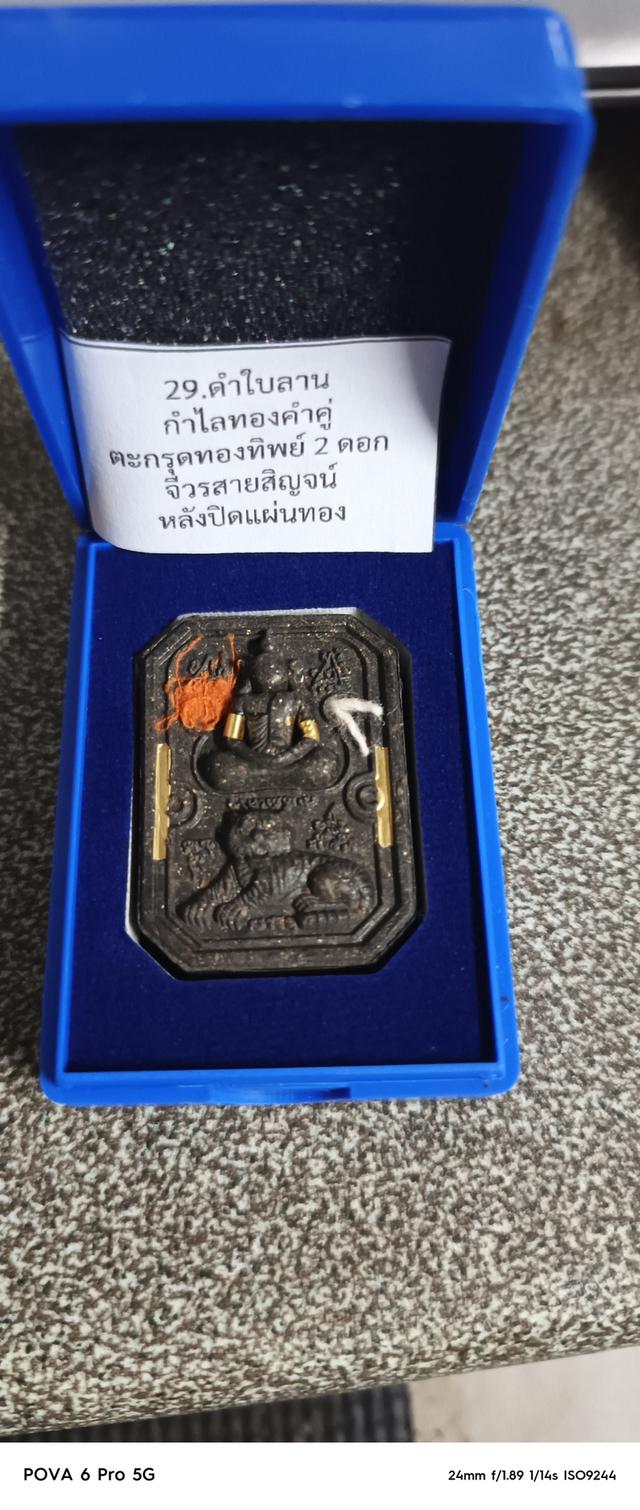 29.ดำใบลาน
กำไลทองคำคู่
ตะกรุดทองทิพย์ 2 ดอก
จีวรสายสิญจน์
หลังปิดแผ่นทอง
POVA 6 Pro 5G
24mm f/1.89 1/14s ISO9244